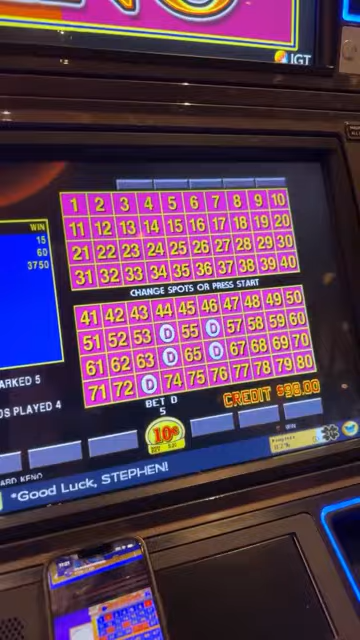 IGT
WIN
15
60
3750
1 2 3 4 5 6 7 8 9 10
11 12 13 14 15 16 17 18 19 20
21 22 23 24 25 26 27 28 29 30
31 32 33 34 35 36 37 38 39 40
CHANGE SPOTS OR PRESS START
41 42 43 44 45 46 47 48 49 50
51 52 53 D 55 D 57 58 59 60
61 62 63 D 65 D 67 68 69 70
71 72 D 74 75 76 77 78 79 80
ARKED 5
DS PLAYED 4
BET D
5
CREDIT $98.00
10¢
WIN
ARD KENO
*Good Luck, STEPHEN!